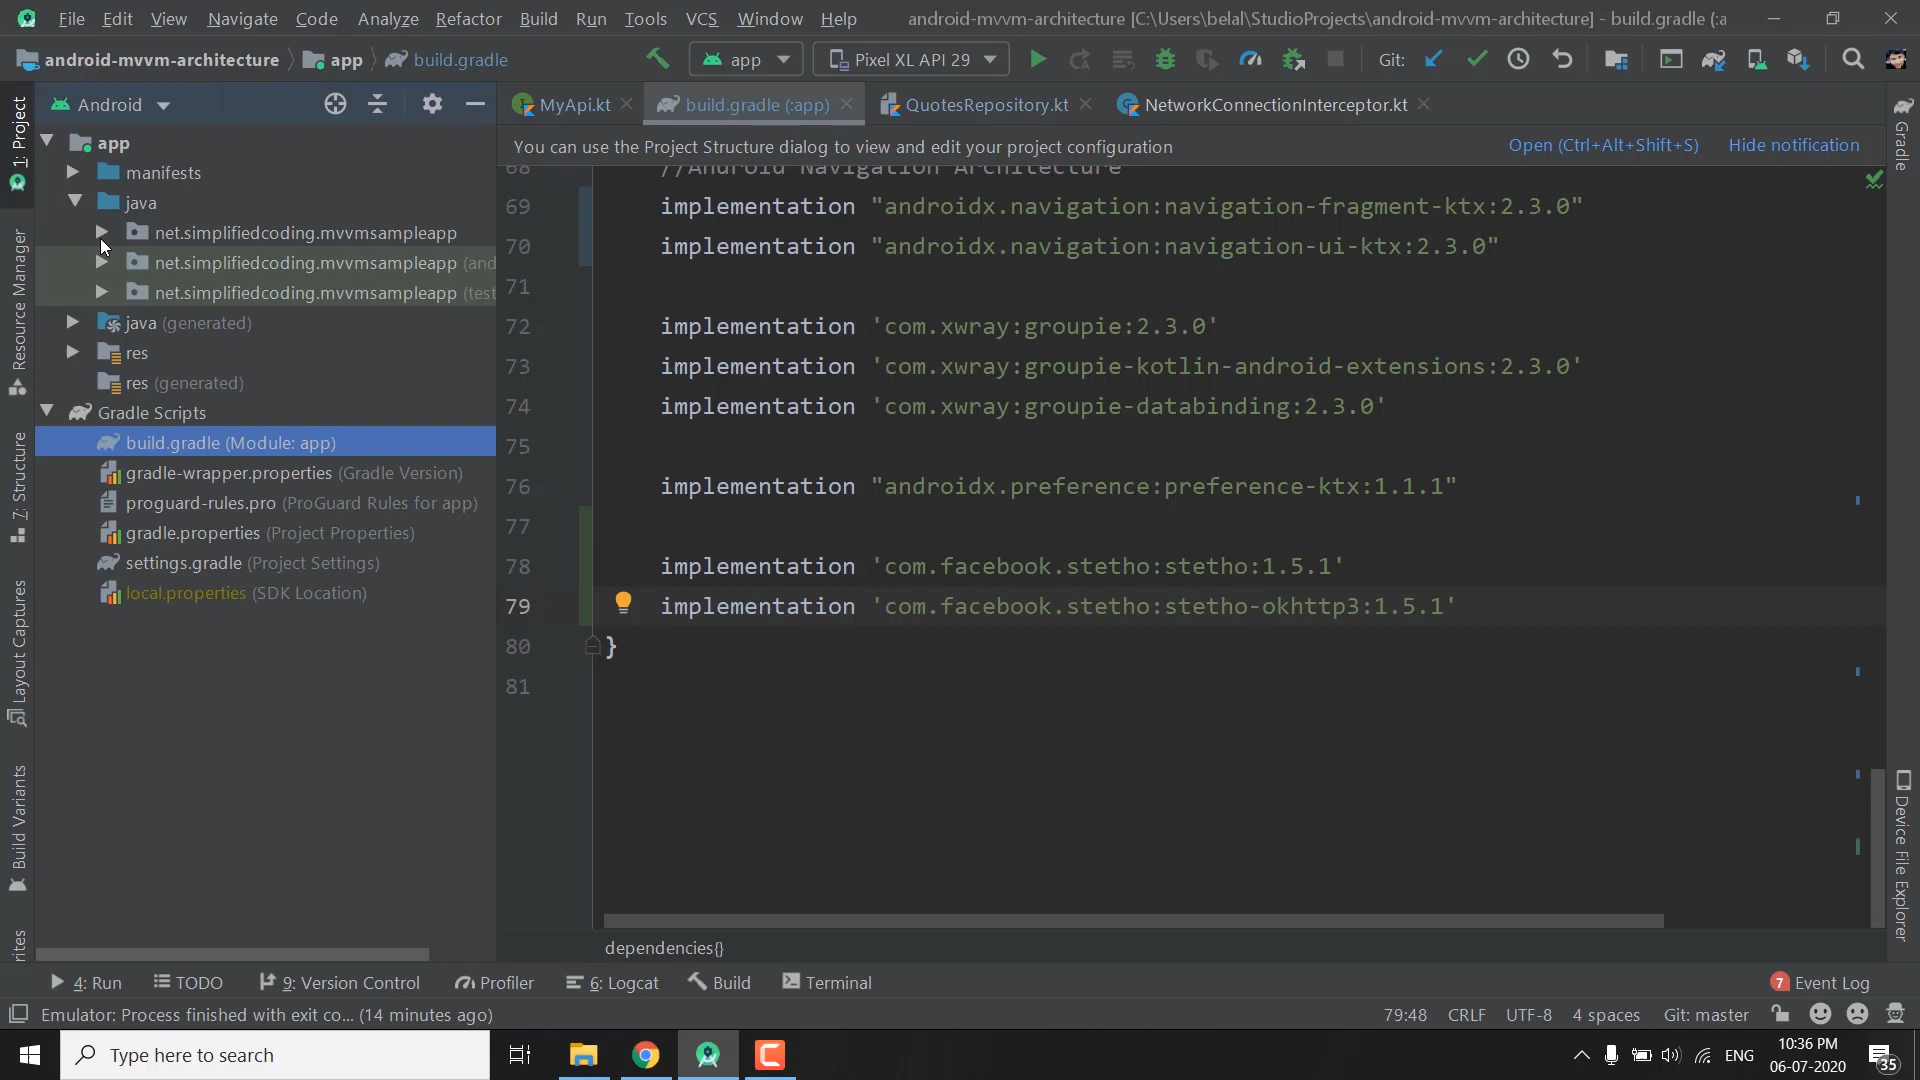 File Edit View Navigate Code Analyze Refactor Build Run Tools VCS Window Help android-mvvm-architecture [C:\Users\belal\StudioProjects\android-mvvm-architecture] - build.gradle (:a
android-mvvm-architecture app build.gradle app Pixel XL API 29 Git:
Android MyApi.kt build.gradle (:app) QuotesRepository.kt NetworkConnectionInterceptor.kt
You can use the Project Structure dialog to view and edit your project configuration Open (Ctrl+Alt+Shift+S) Hide notification
app
manifests
java
net.simplifiedcoding.mvvmsampleapp
net.simplifiedcoding.mvvmsampleapp (and
net.simplifiedcoding.mvvmsampleapp (test
java (generated)
res
res (generated)
Gradle Scripts
build.gradle (Module: app)
gradle-wrapper.properties (Gradle Version)
proguard-rules.pro (ProGuard Rules for app)
gradle.properties (Project Properties)
settings.gradle (Project Settings)
local.properties (SDK Location)
1: Project
Resource Manager
Z: Structure
Layout Captures
Build Variants
rites
68 //Android Navigation Architecture
69 implementation "androidx.navigation:navigation-fragment-ktx:2.3.0"
70 implementation "androidx.navigation:navigation-ui-ktx:2.3.0"
71
72 implementation 'com.xwray:groupie:2.3.0'
73 implementation 'com.xwray:groupie-kotlin-android-extensions:2.3.0'
74 implementation 'com.xwray:groupie-databinding:2.3.0'
75
76 implementation "androidx.preference:preference-ktx:1.1.1"
77
78 implementation 'com.facebook.stetho:stetho:1.5.1'
79 implementation 'com.facebook.stetho:stetho-okhttp3:1.5.1'
80 }
81
dependencies{}
Gradle
Device File Explorer
4: Run TODO 9: Version Control Profiler 6: Logcat Build Terminal 7 Event Log
Emulator: Process finished with exit co... (14 minutes ago) 79:48 CRLF UTF-8 4 spaces Git: master
Type here to search ENG 10:36 PM
06-07-2020 35